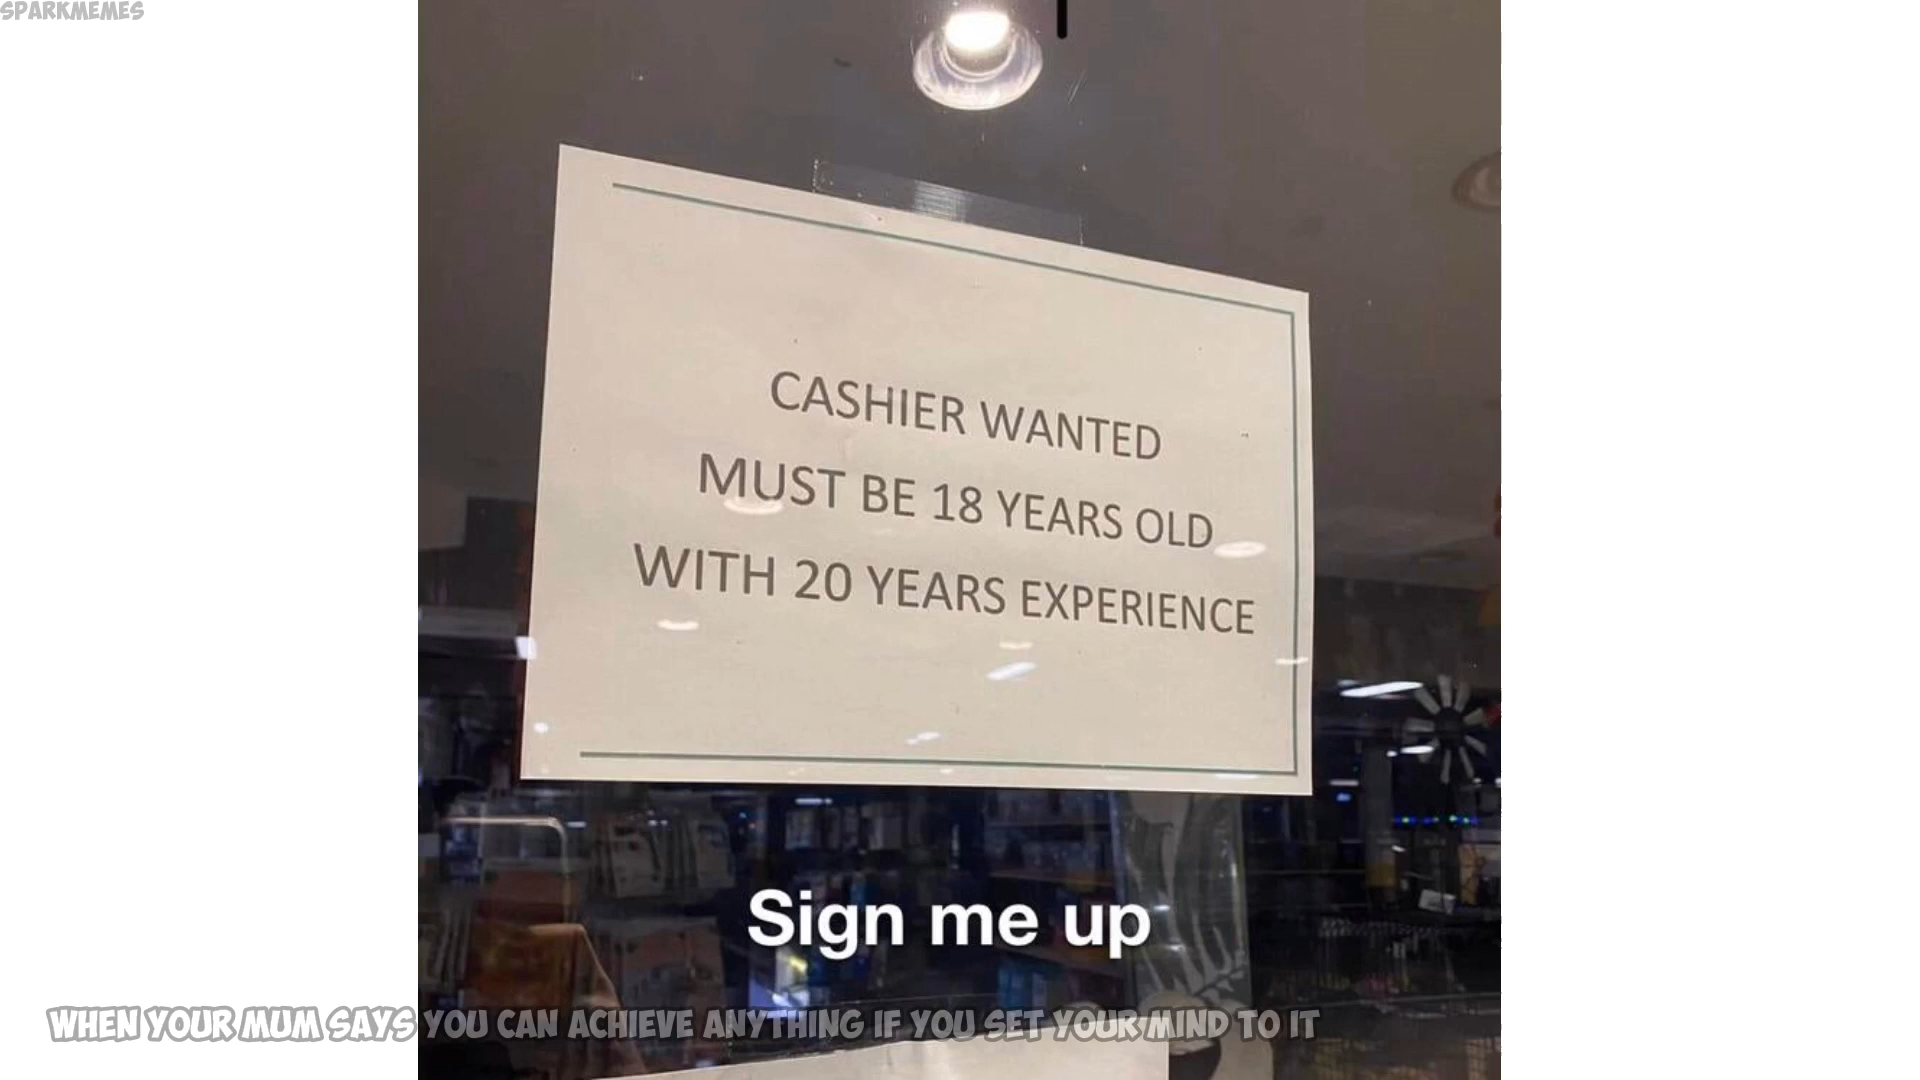 SPARKMEMES
CASHIER WANTED
MUST BE 18 YEARS OLD
WITH 20 YEARS EXPERIENCE
Sign me up
WHEN YOUR MUM SAYS YOU CAN ACHIEVE ANYTHING IF YOU SET YOUR MIND TO IT